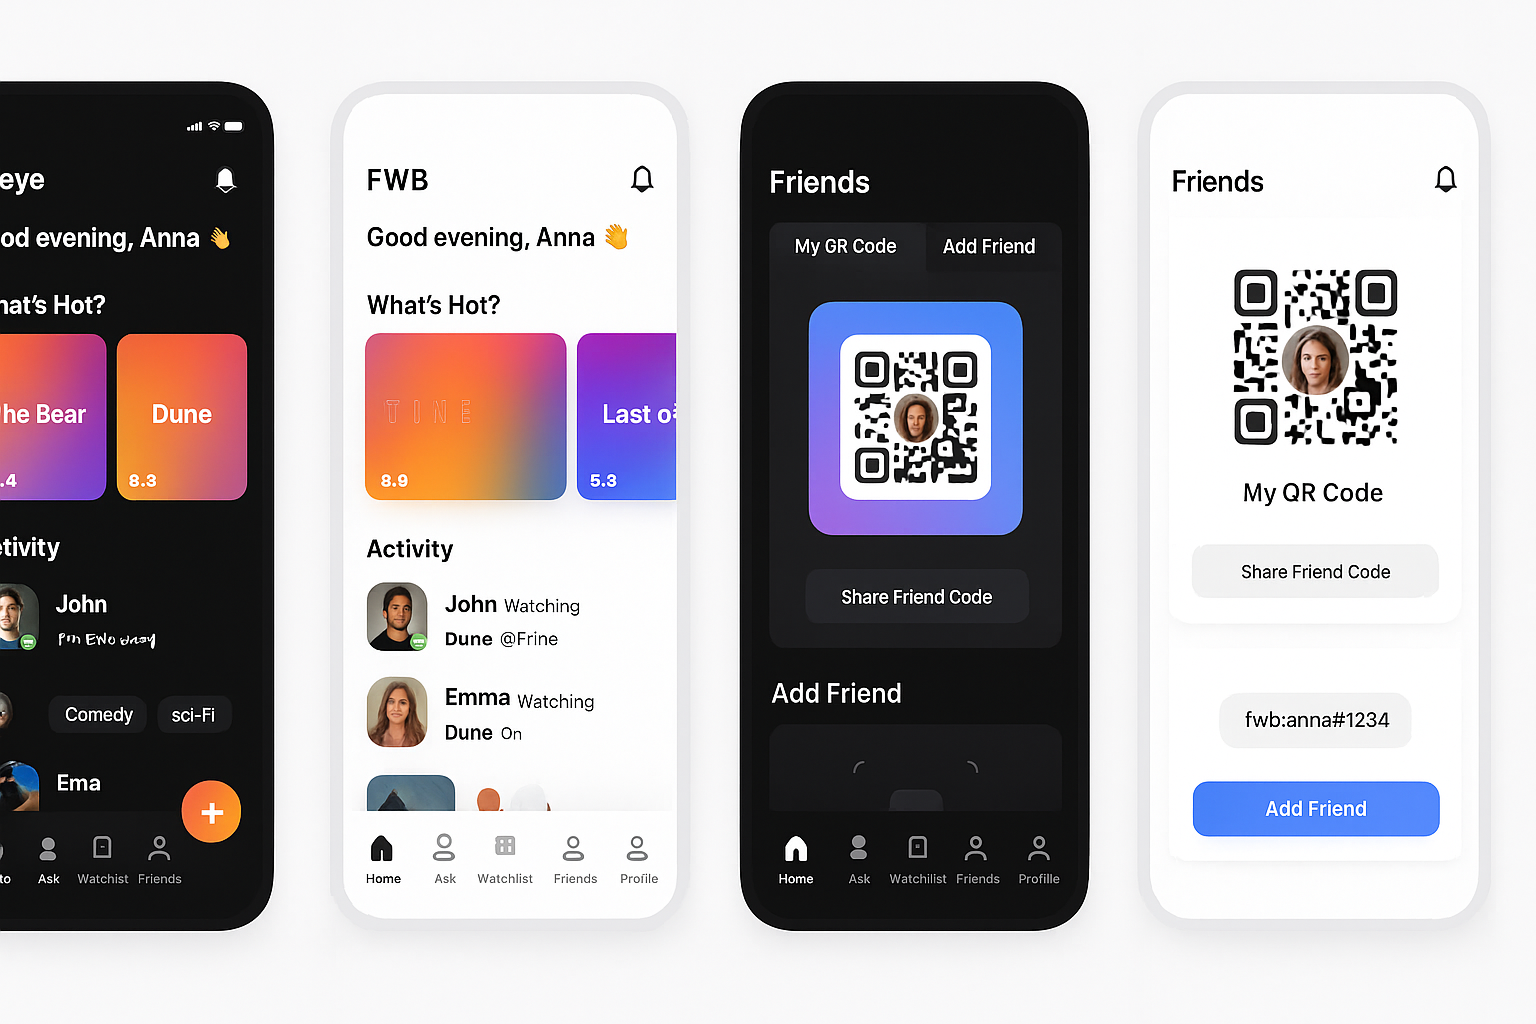 eye
od evening, Anna 👋
hat's Hot?
he Bear
.4
Dune
8.3
tivity
John
Comedy
sci-Fi
Ema
+
to
Ask
Watchist
Friends
FWB
Good evening, Anna 👋
What's Hot?
TINE
8.9
Last o
5.3
Activity
John Watching
Dune @Frine
Emma Watching
Dune On
Home
Ask
Watchlist
Friends
Profile
Friends
My GR Code
Add Friend
Share Friend Code
Add Friend
Home
Ask
Watchilist
Friends
Profille
Friends
My QR Code
Share Friend Code
fwb:anna#1234
Add Friend